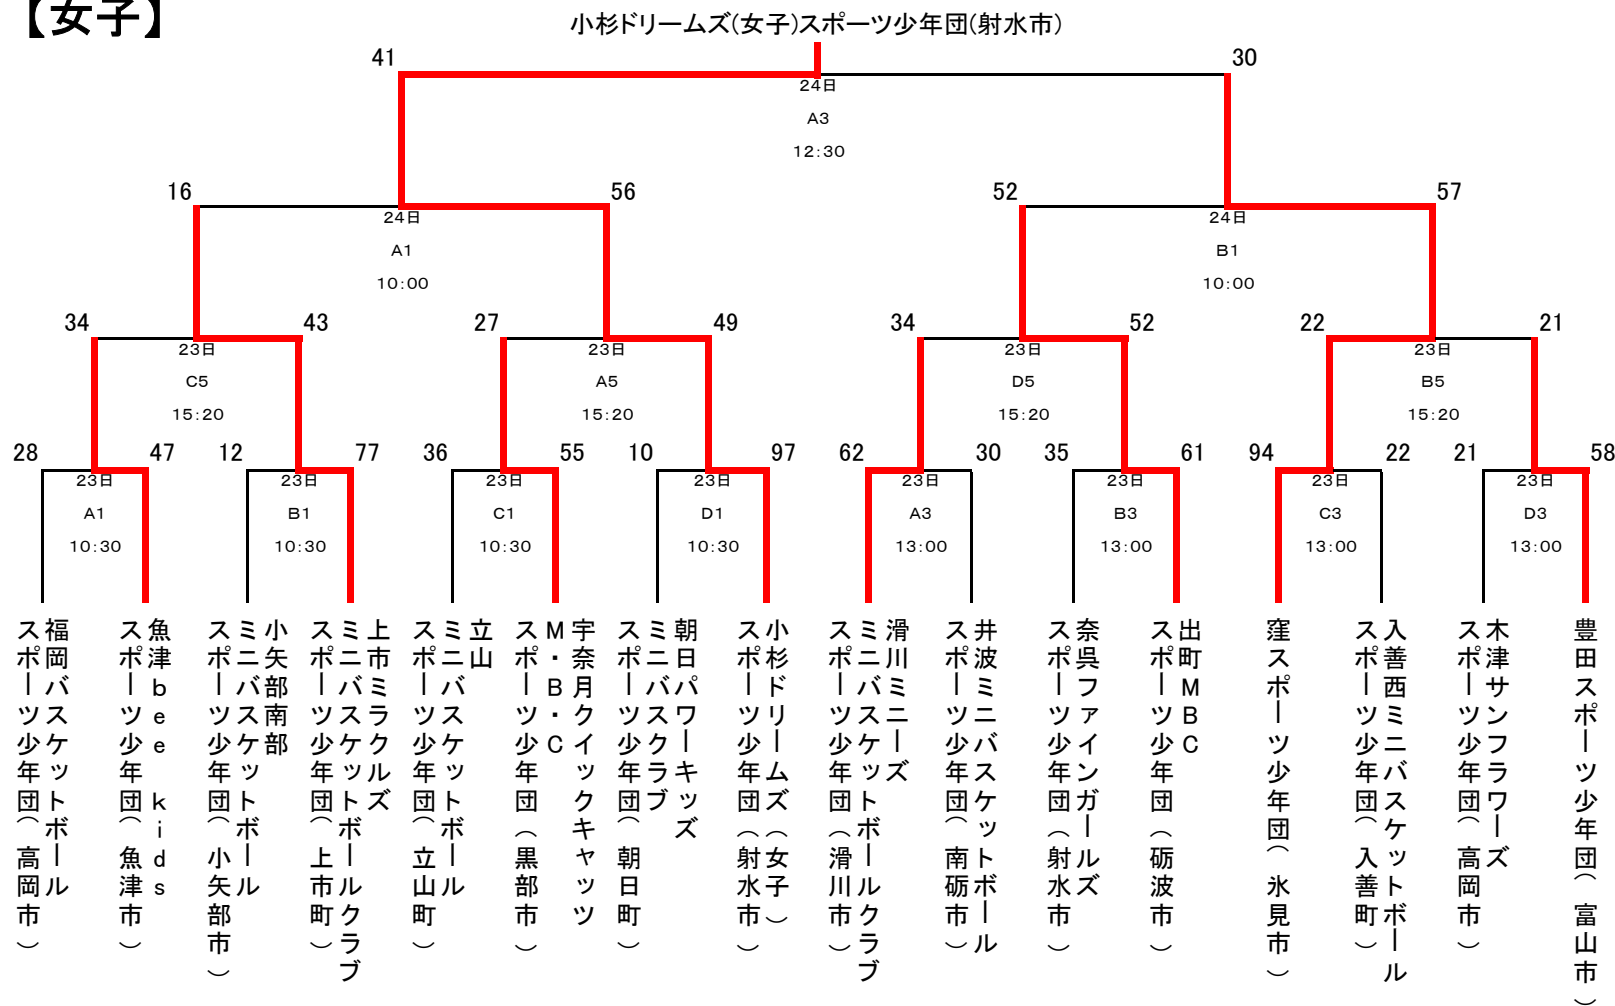 【女子】
小杉ドリームズ(女子)スポーツ少年団(射水市)
41
30
24日
A3
12:30
16
56
52
57
24日
A1
10:00
24日
B1
10:00
34
43
27
49
34
52
22
21
23日
C5
15:20
23日
A5
15:20
23日
D5
15:20
23日
B5
15:20
28
47
12
77
36
55
10
97
62
30
35
61
94
22
21
58
23日
A1
10:30
23日
B1
10:30
23日
C1
10:30
23日
D1
10:30
23日
A3
13:00
23日
B3
13:00
23日
C3
13:00
23日
D3
13:00
福岡バスケットボール
スポーツ少年団(高岡市)
魚津bee kids
スポーツ少年団(魚津市)
小矢部南部
ミニバスケットボール
スポーツ少年団(小矢部市)
上市ミラクルズ
ミニバスケットボールクラブ
スポーツ少年団(上市町)
立山
ミニバスケットボール
スポーツ少年団(立山町)
宇奈月クイックキャッツ
M・B・C
スポーツ少年団(黒部市)
朝日パワーキッズ
ミニバスクラブ
スポーツ少年団(朝日町)
小杉ドリームズ(女子)
スポーツ少年団(射水市)
滑川ミニーズ
ミニバスケットボールクラブ
スポーツ少年団(滑川市)
井波ミニバスケットボール
スポーツ少年団(南砺市)
奈呉ファインガールズ
スポーツ少年団(射水市)
出町MBC
スポーツ少年団(砺波市)
窪スポーツ少年団(氷見市)
入善西ミニバスケットボール
スポーツ少年団(入善町)
木津サンフラワーズ
スポーツ少年団(高岡市)
豊田スポーツ少年団(富山市)